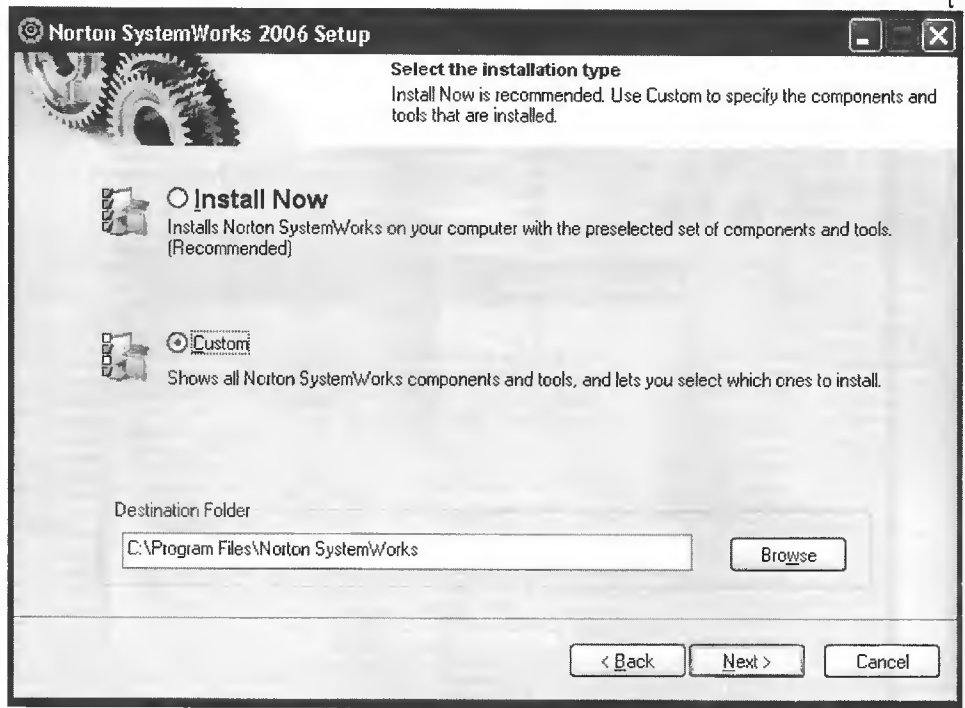 Norton SystemWorks 2006 Setup
Select the installation type
Install Now is recommended. Use Custom to specify the components and
tools that are installed.
Install Now
Installs Norton SystemWorks on your computer with the preselected set of components and tools.
(Recommended)
Custom
Shows all Norton SystemWorks components and tools, and lets you select which ones to install.
Destination Folder
C:\Program Files\Norton SystemWorks
Browse
< Back
Next >
Cancel